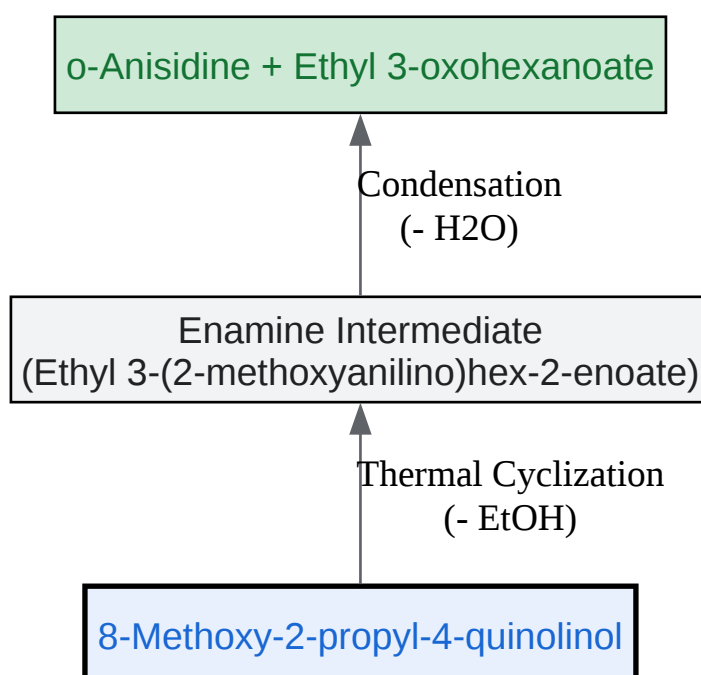 o-Anisidine + Ethyl 3-oxohexanoate
Condensation
(- H2O)
Enamine Intermediate
(Ethyl 3-(2-methoxyanilino)hex-2-enoate)
Thermal Cyclization
(- EtOH)
8-Methoxy-2-propyl-4-quinolinol